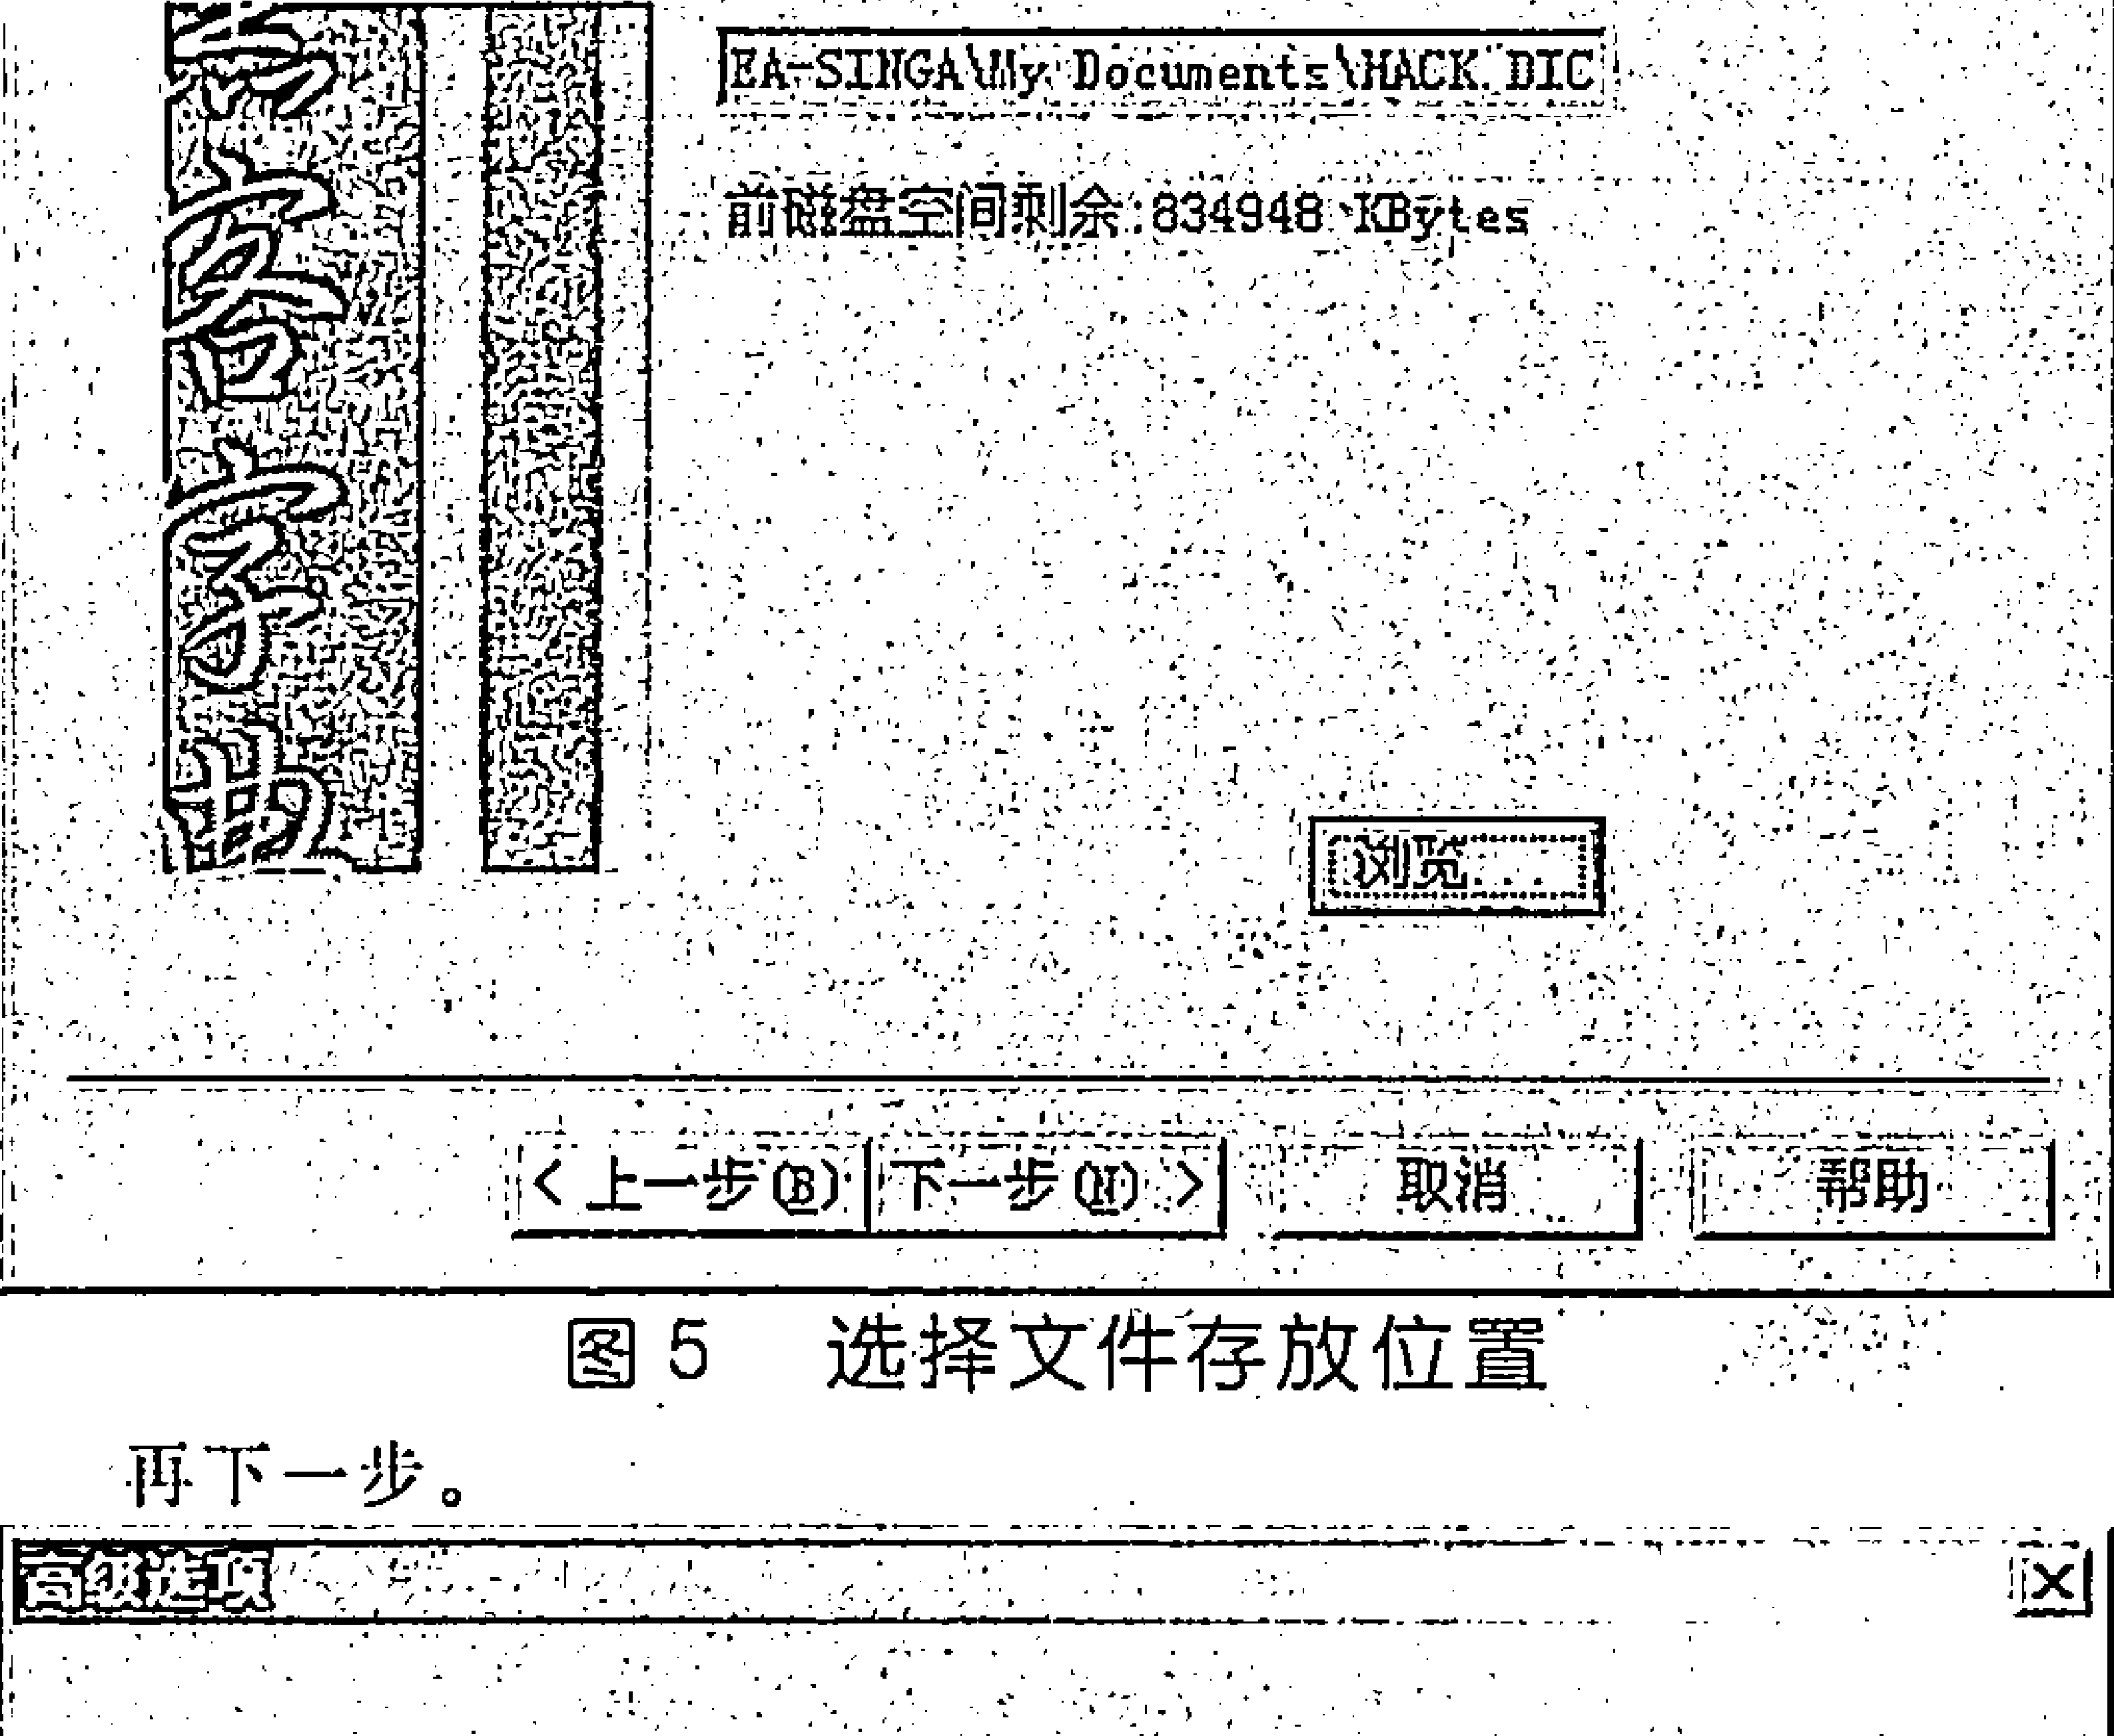 EA-SINGA\My Documents\HACK.DIC
前磁盘空间剩余:834948 KBytes
浏览...
< 上一步(B) 下一步(N) > 取消 帮助
图 5 选择文件存放位置
再下一步。
高级选项